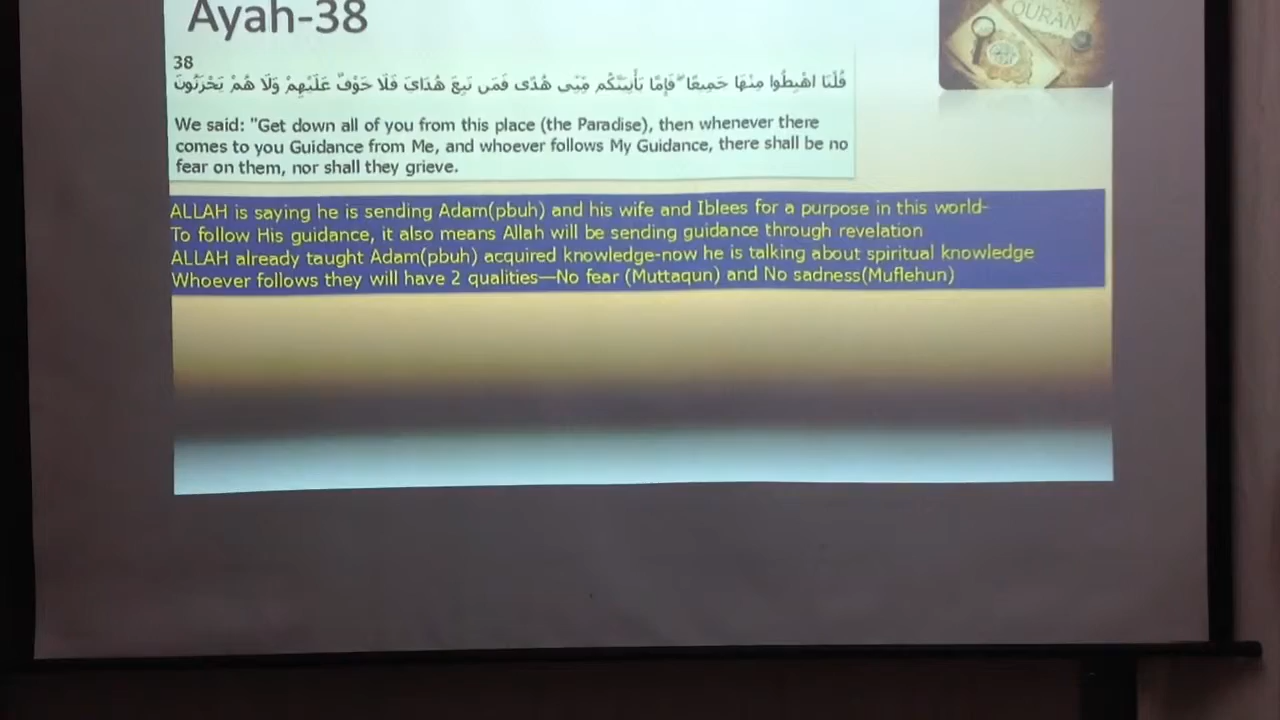 Ayah-38
38
قُلْنَا اهْبِطُوا مِنْهَا جَمِيعًا ۖ فَإِمَّا يَأْتِيَنَّكُم مِّنِّي هُدًى فَمَن تَبِعَ هُدَايَ فَلَا خَوْفٌ عَلَيْهِمْ وَلَا هُمْ يَحْزَنُونَ
We said: "Get down all of you from this place (the Paradise), then whenever there
comes to you Guidance from Me, and whoever follows My Guidance, there shall be no
fear on them, nor shall they grieve.
ALLAH is saying he is sending Adam(pbuh) and his wife and Iblees for a purpose in this world-
To follow His guidance, it also means Allah will be sending guidance through revelation
ALLAH already taught Adam(pbuh) acquired knowledge-now he is talking about spiritual knowledge
Whoever follows they will have 2 qualities—No fear (Muttaqun) and No sadness(Muflehun)
QURAN